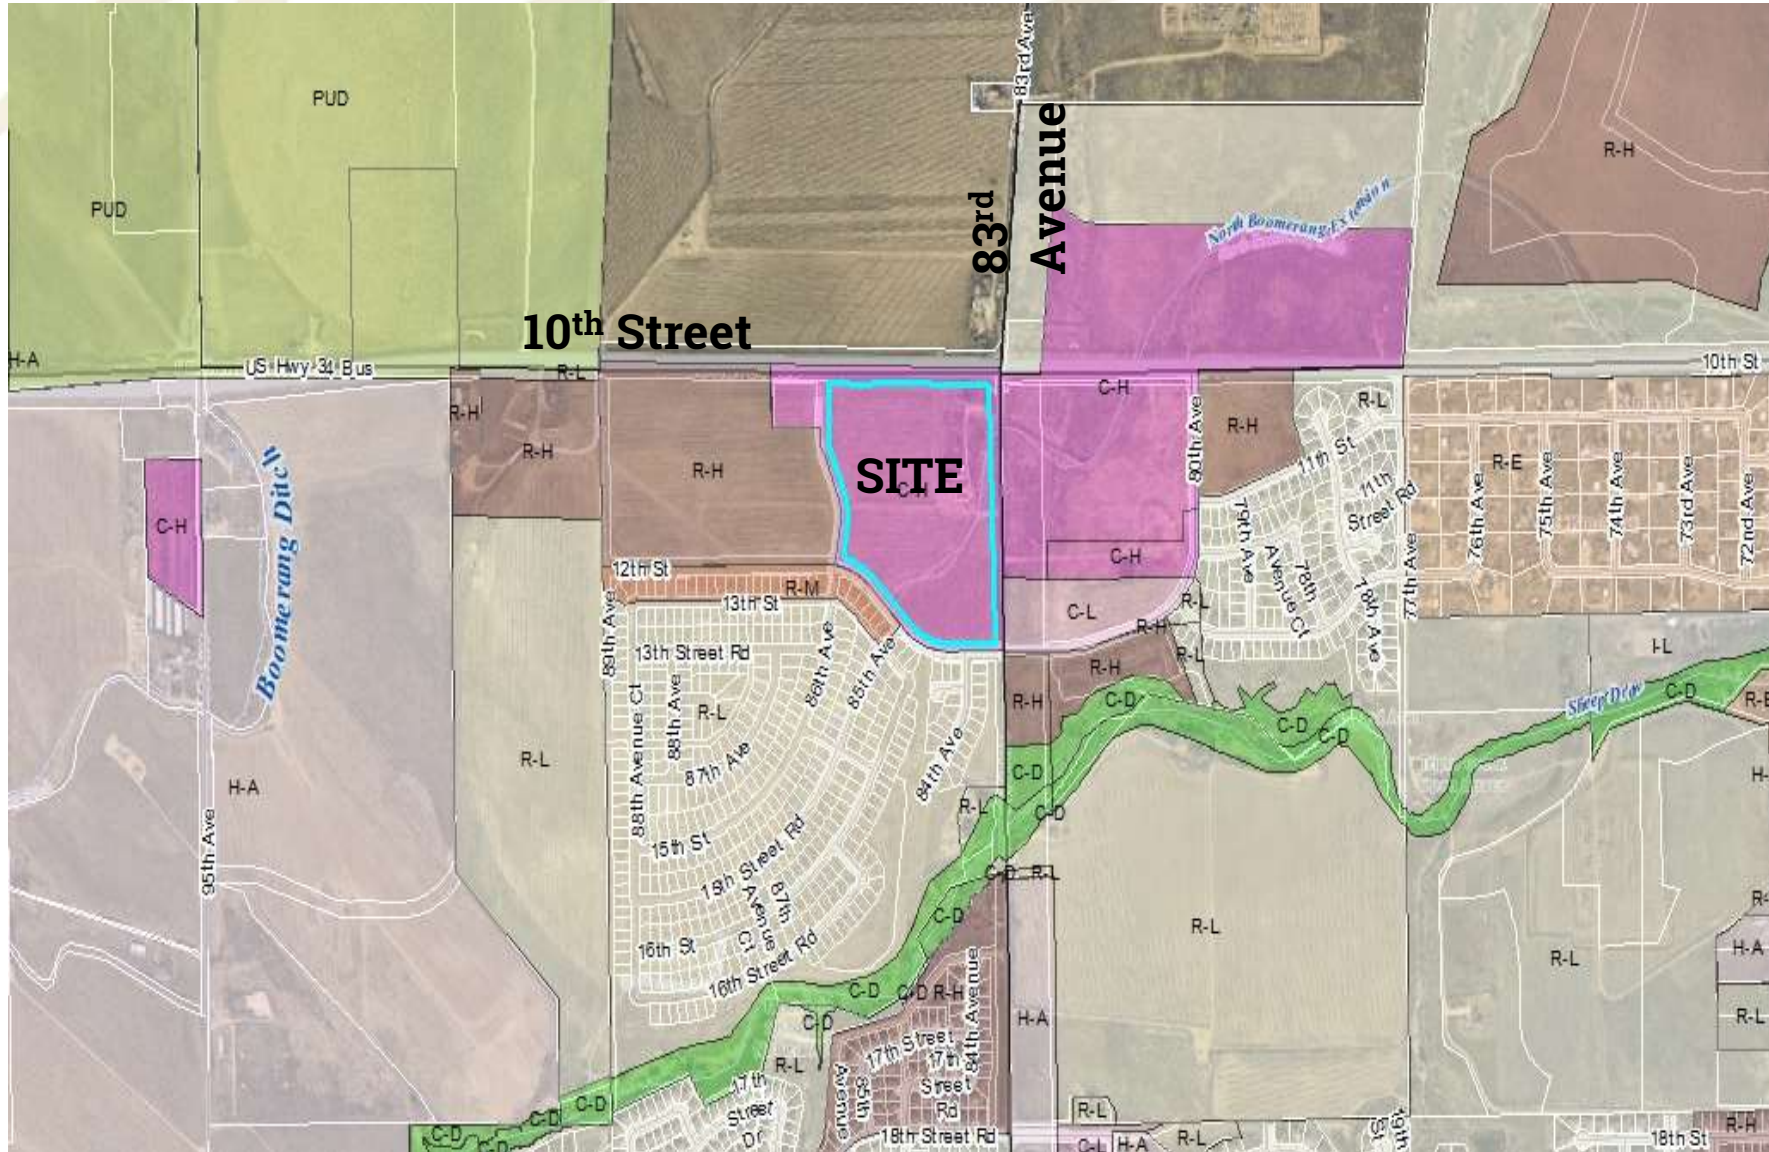 83rd Ave
PUD
83rd
Avenue
R-H
North Boomerang Extension
PUD
10th Street
H-A
US Hwy 34 Bus
R-L
10th St
C-H
R-H
R-H
R-H
SITE
C-H
80th Ave
R-H
R-L
11th St
11th
Street Rd
R-E
76th Ave
75th Ave
74th Ave
73rd Ave
72nd Ave
C-H
Boomerang Ditch
C-H
79th Ave
78th
Avenue Ct
78th Ave
77th Ave
12th St
R-M
13th St
89th Ave
C-L
R-L
R-H
13th Street Rd
86th Ave
85th Ave
R-H
R-L
I-L
R-H
C-D
Sheep Draw
C-D
88th Avenue Ct
88th Ave
R-L
C-D
C-D
87th Ave
84th Ave
R-L
H-A
C-D
R-L
C-D
95th Ave
15th St
15th Street Rd
C-D
R-L
87th
Avenue
Ct
C-D
R-L
16th St
16th Street Rd
C-D
C-D
R-H
84th Avenue
H-A
R-L
H-A
R-L
C-D
R-L
17th Street
17th
Street
Rd
85th
Avenue
17th
Street
Dr
C-D
C-D
C-D
C-D
18th Street Rd
R-L
C-L
H-A
R-L
19th
St
R-H
18th St